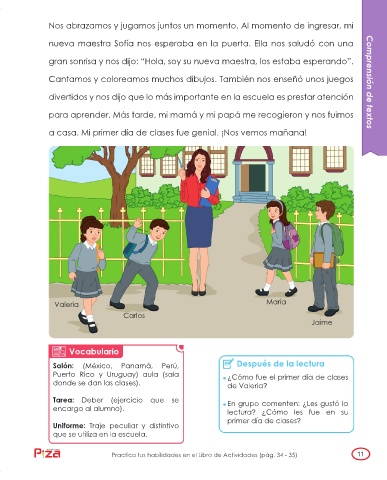 Nos abrazamos y jugamos juntos un momento. Al momento de ingresar, mi
nueva maestra Sofía nos esperaba en la puerta. Ella nos saludó con una
gran sonrisa y nos dijo: “Hola, soy su nueva maestra, los estaba esperando”.
Cantamos y coloreamos muchos dibujos. También nos enseñó unos juegos
divertidos y nos dijo que lo más importante en la escuela es prestar atención
para aprender. Más tarde, mi mamá y mi papá me recogieron y nos fuimos
a casa. Mi primer día de clases fue genial. ¡Nos vemos mañana!
Comprensión de textos
Valeria
Carlos
María
Jaime
Vocabulario
Salón: (México, Panamá, Perú,
Puerto Rico y Uruguay) aula (sala
donde se dan las clases).
Tarea: Deber (ejercicio que se
encarga al alumno).
Uniforme: Traje peculiar y distintivo
que se utiliza en la escuela.
Después de la lectura
¿Cómo fue el primer día de clases
de Valeria?
En grupo comenten: ¿Les gustó la
lectura? ¿Cómo les fue en su
primer día de clases?
Pizza
Practica tus habilidades en el Libro de Actividades (pág. 34 - 35)
11